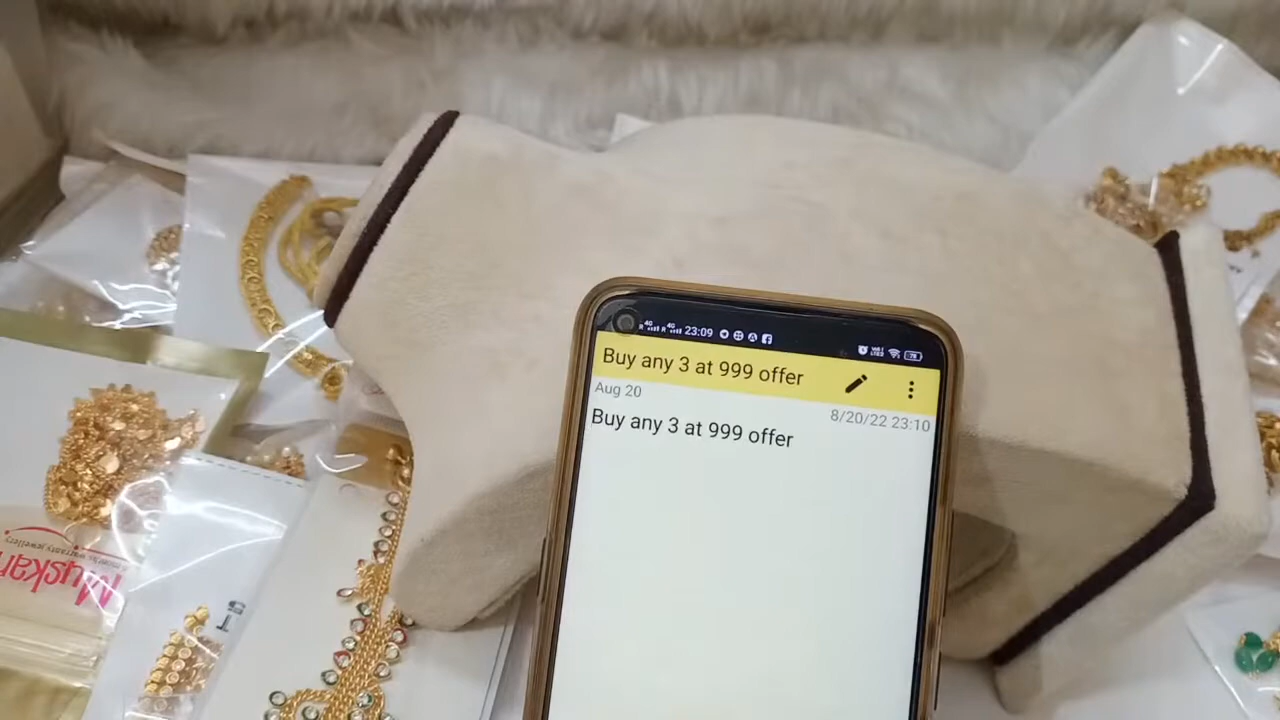 23:09
Buy any 3 at 999 offer
Aug 20
8/20/22 23:10
Buy any 3 at 999 offer
Muskan